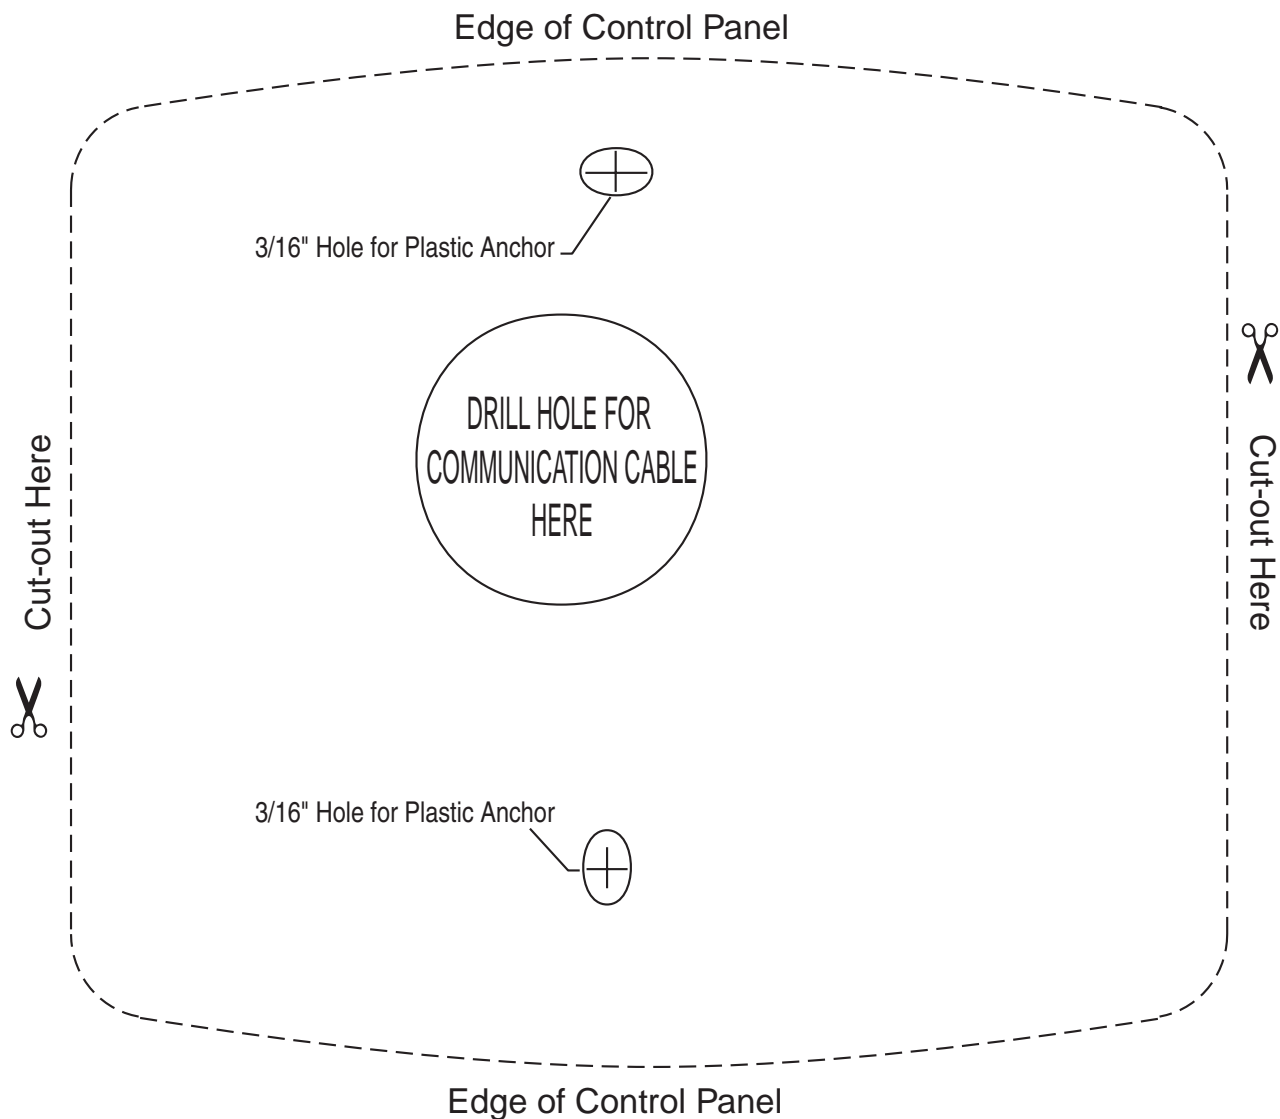 Edge of Control Panel
3/16" Hole for Plastic Anchor
DRILL HOLE FOR
COMMUNICATION CABLE
HERE
Cut-out Here
Cut-out Here
3/16" Hole for Plastic Anchor
Edge of Control Panel